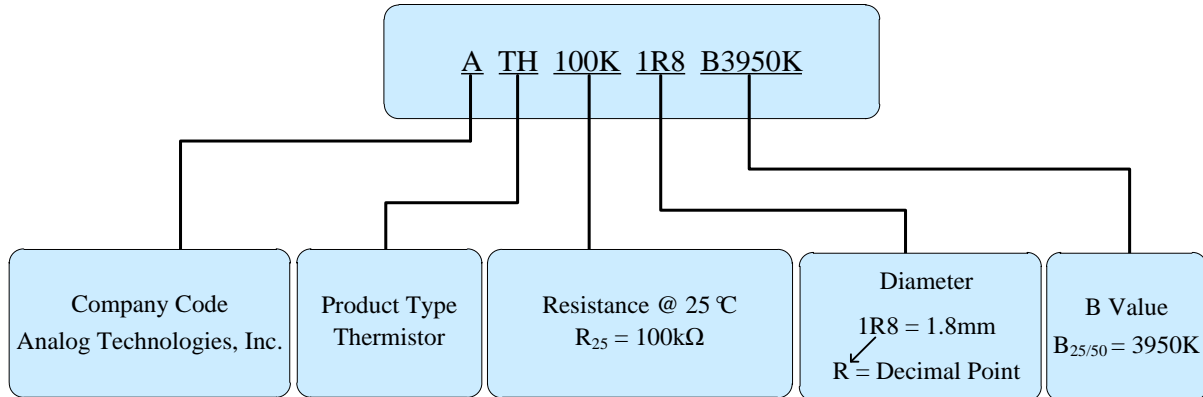 A TH 100K 1R8 B3950K
Company Code
Analog Technologies, Inc.
Product Type
Thermistor
Resistance @ 25 ℃
R₂₅ = 100kΩ
Diameter
1R8 = 1.8mm
R = Decimal Point
B Value
B₂₅/₅₀ = 3950K